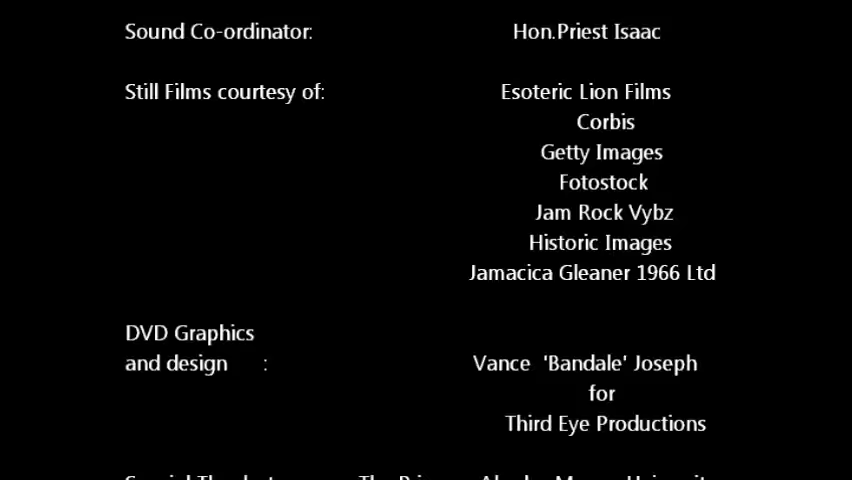 Sound Co-ordinator: Hon.Priest Isaac
Still Films courtesy of: Esoteric Lion Films
Corbis
Getty Images
Fotostock
Jam Rock Vybz
Historic Images
Jamacica Gleaner 1966 Ltd
DVD Graphics
and design : Vance 'Bandale' Joseph
for
Third Eye Productions